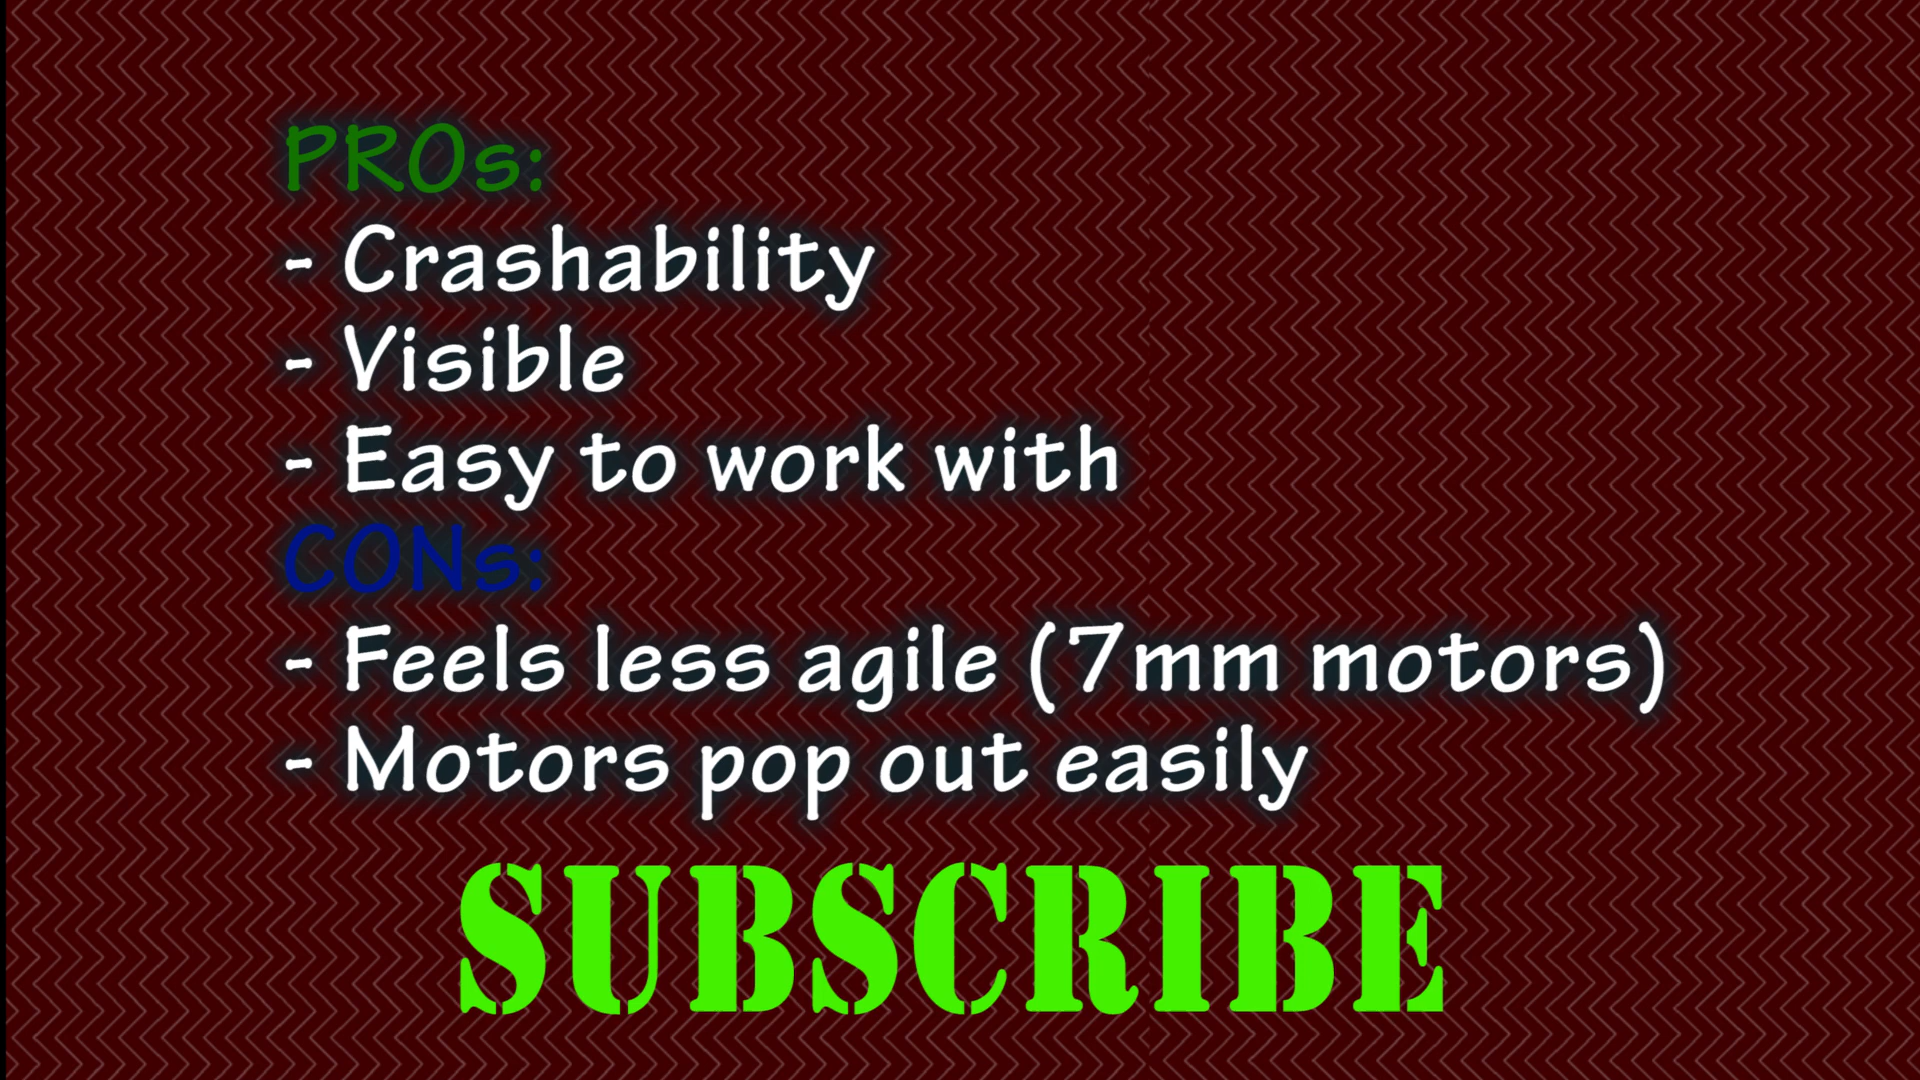 PROs:
- Crashability
- Visible
- Easy to work with
CONs:
- Feels less agile (7mm motors)
- Motors pop out easily
SUBSCRIBE